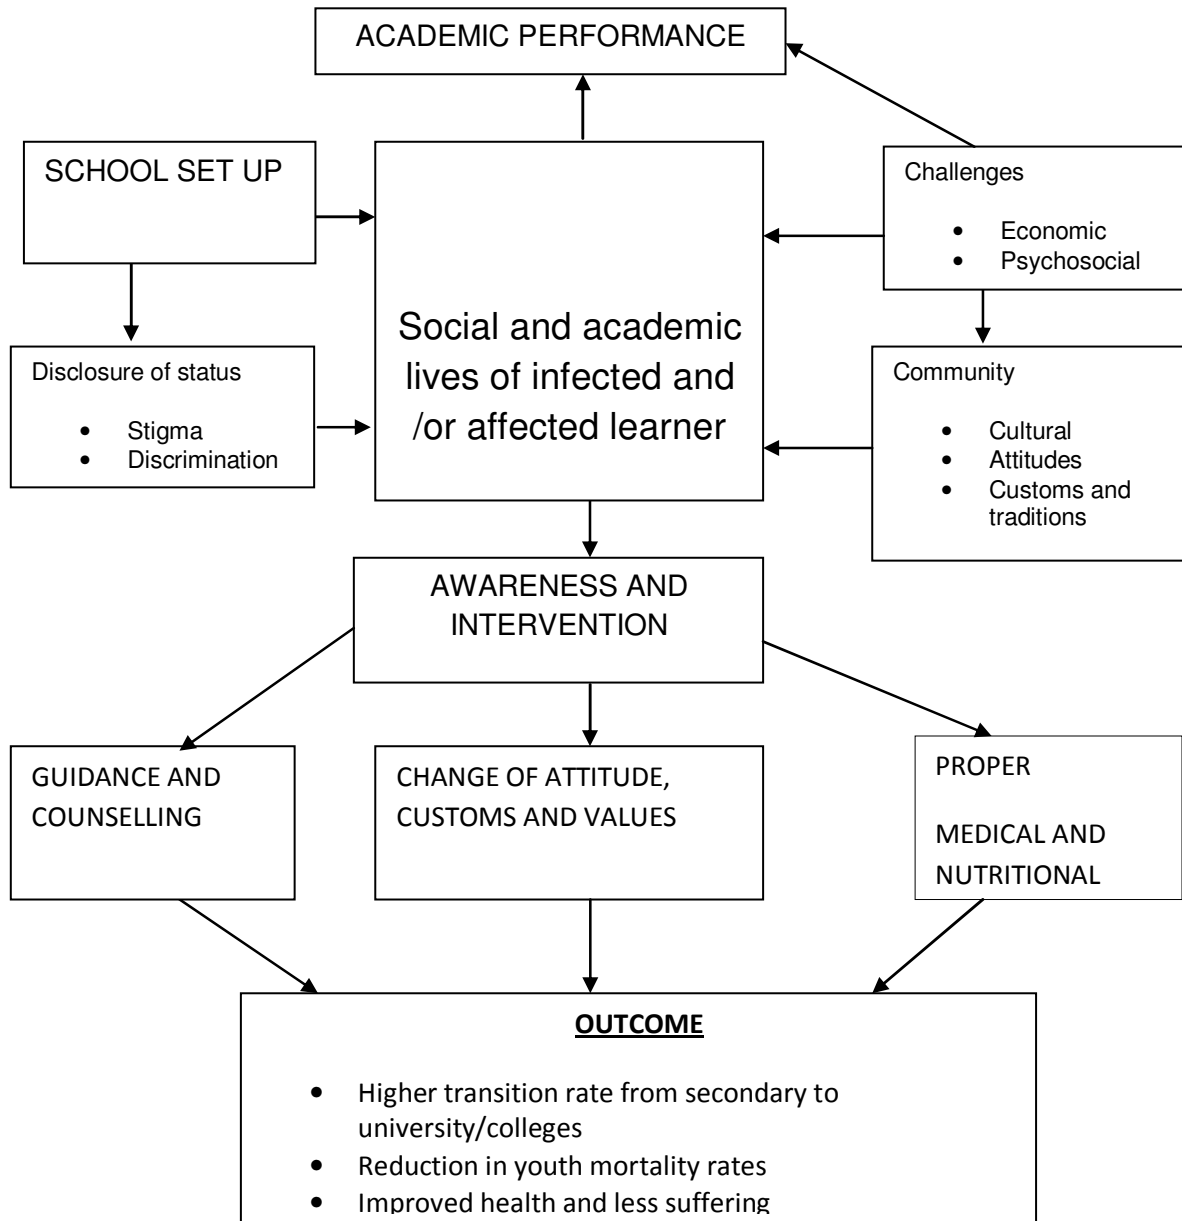 ACADEMIC PERFORMANCE
SCHOOL SET UP
Challenges
• Economic
• Psychosocial
Social and academic
lives of infected and
/or affected learner
Disclosure of status
• Stigma
• Discrimination
Community
• Cultural
• Attitudes
• Customs and
traditions
AWARENESS AND
INTERVENTION
GUIDANCE AND
COUNSELLING
CHANGE OF ATTITUDE,
CUSTOMS AND VALUES
PROPER
MEDICAL AND
NUTRITIONAL
OUTCOME
• Higher transition rate from secondary to
university/colleges
• Reduction in youth mortality rates
• Improved health and less suffering